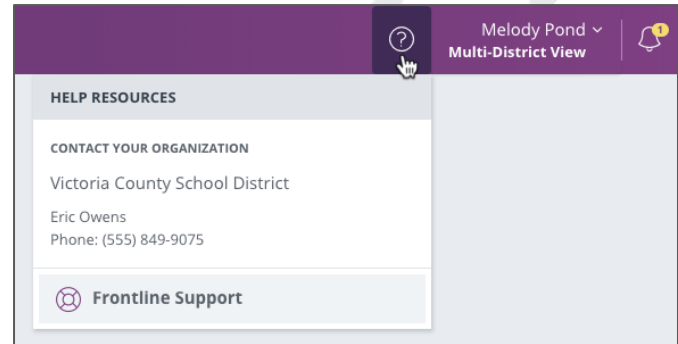 Melody Pond
1
Multi-District View
HELP RESOURCES
CONTACT YOUR ORGANIZATION
Victoria County School District
Eric Owens
Phone: (555) 849-9075
Frontline Support